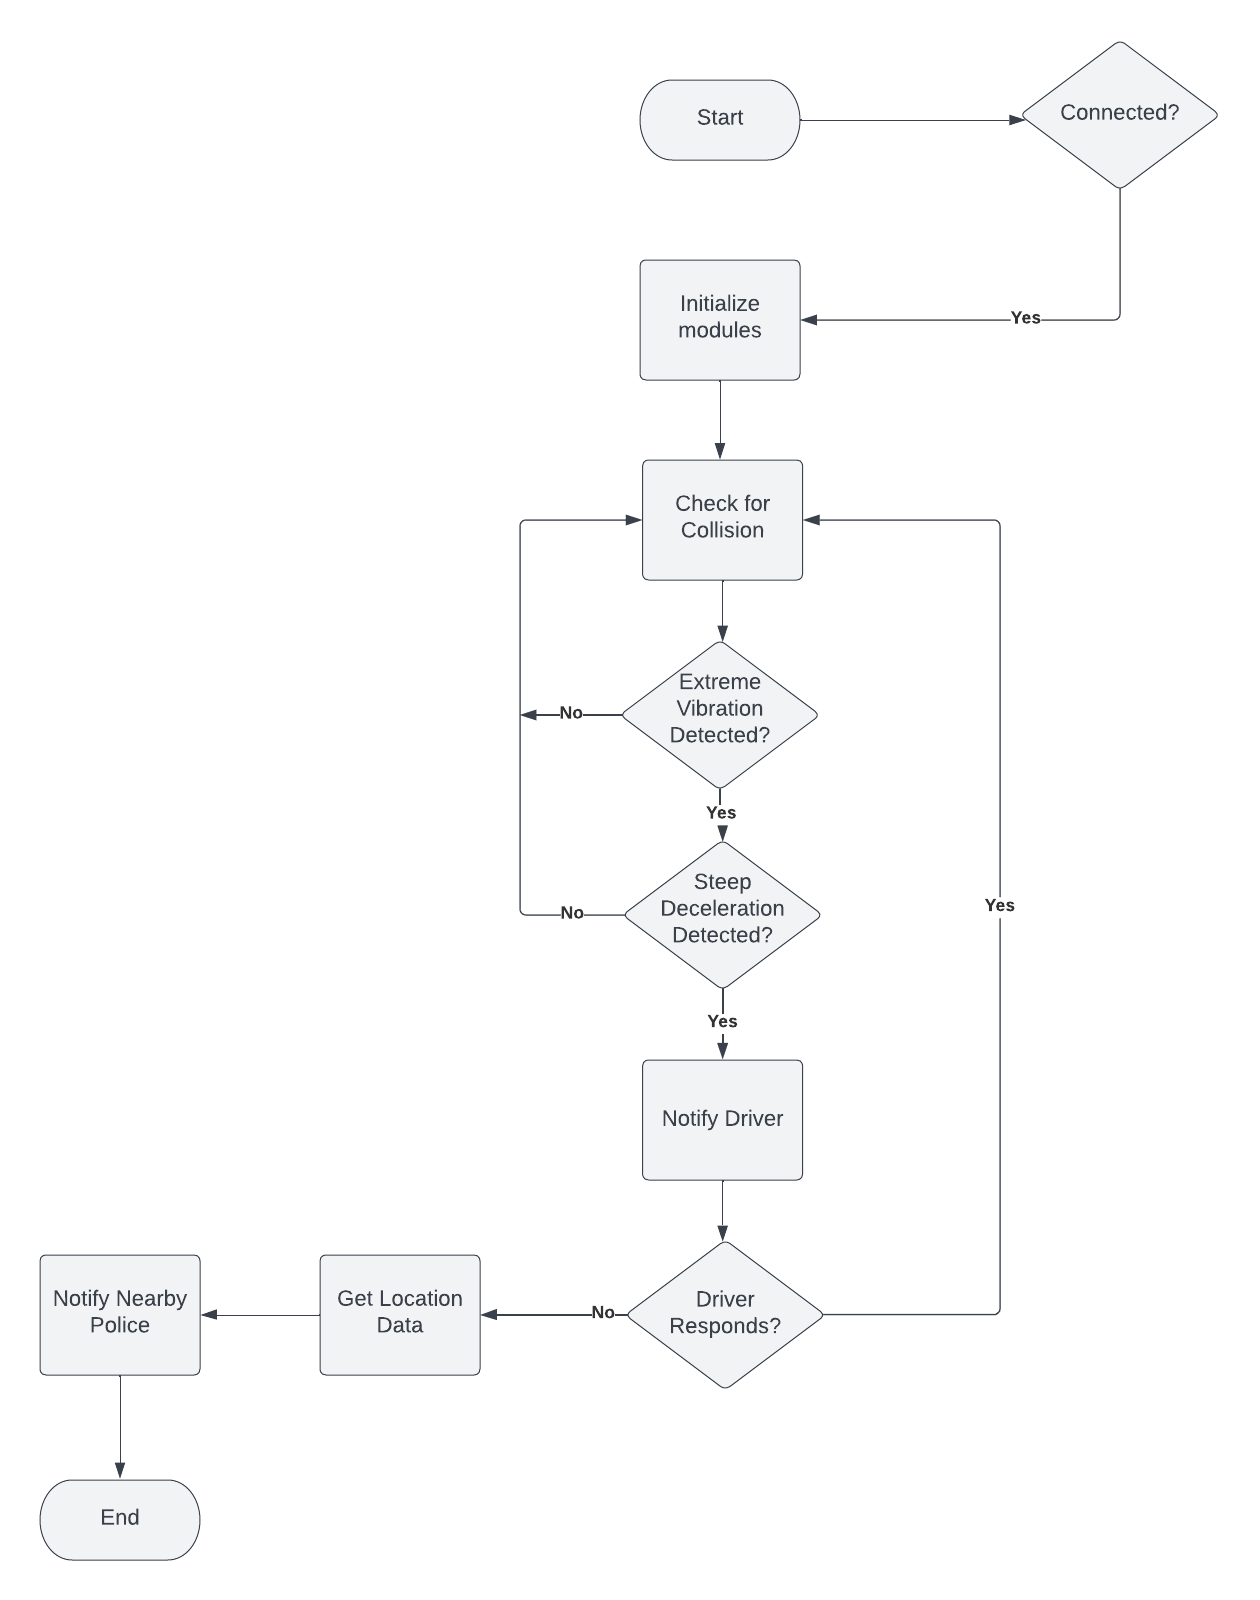 Start
Connected?
Yes
Initialize
modules
Check for
Collision
Extreme
Vibration
Detected?
No
Yes
Steep
Deceleration
Detected?
No
Yes
Yes
Notify Driver
Driver
Responds?
No
Get Location
Data
Notify Nearby
Police
End